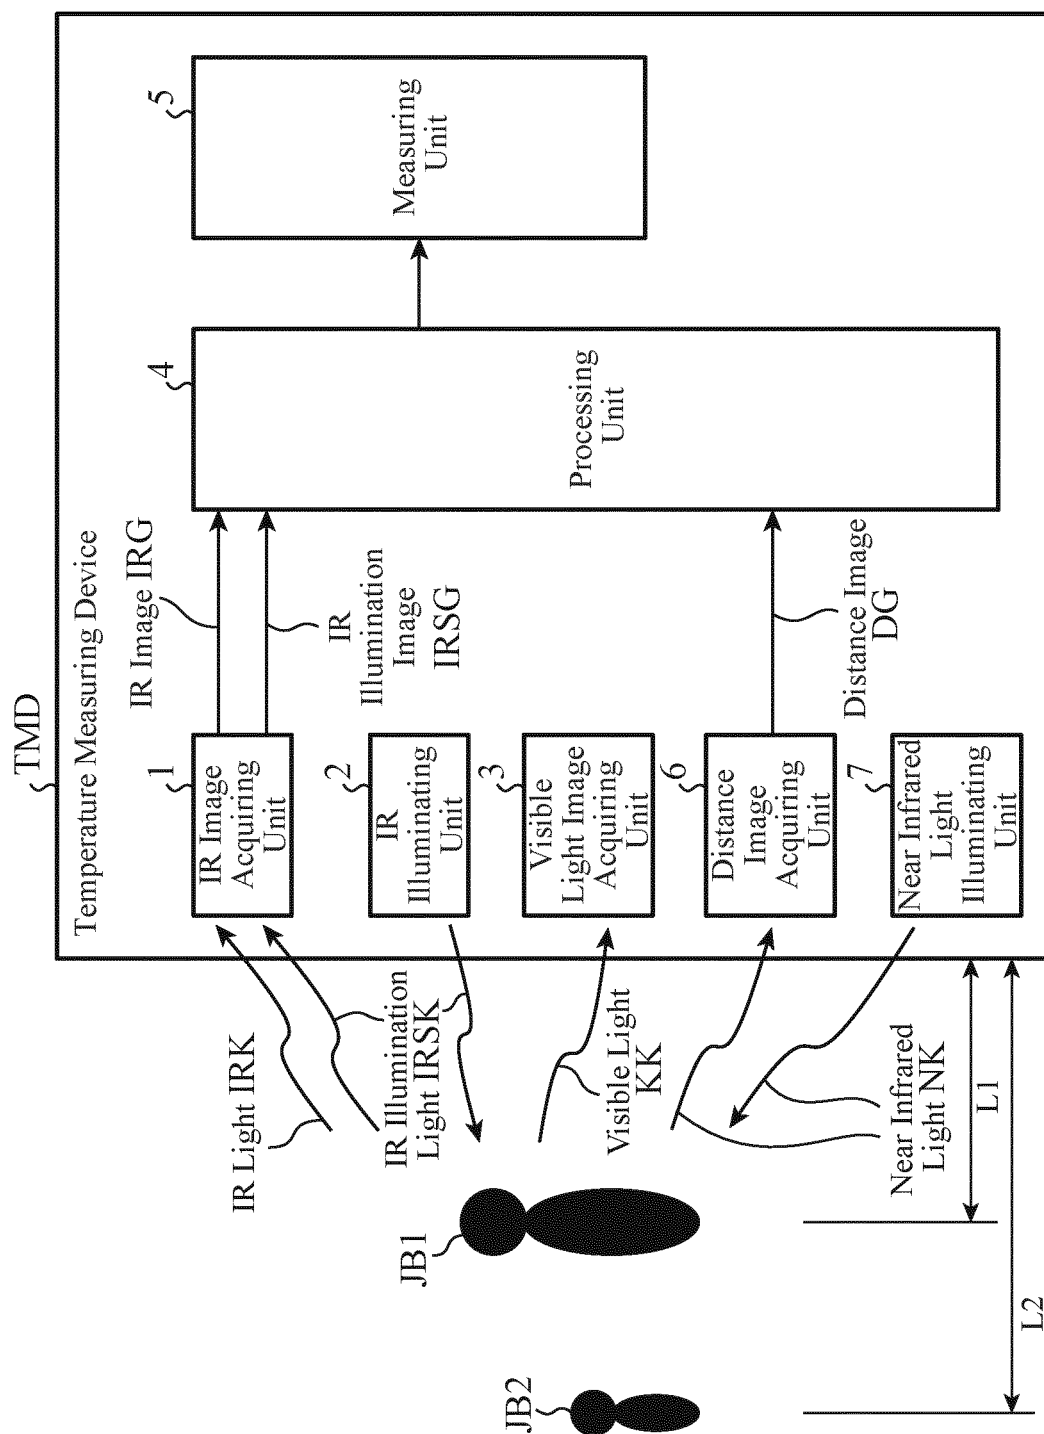 TMD
Temperature Measuring Device
1
IR Image
Acquiring
Unit
2
IR
Illuminating
Unit
3
Visible
Light Image
Acquiring
Unit
6
Distance
Image
Acquiring
Unit
7
Near Infrared
Light
Illuminating
Unit
IR Image IRG
IR
Illumination
Image
IRSG
Distance Image
DG
4
Processing
Unit
5
Measuring
Unit
IR Light IRK
IR Illumination
Light IRSK
Visible Light
KK
Near Infrared
Light NK
JB1
JB2
L1
L2